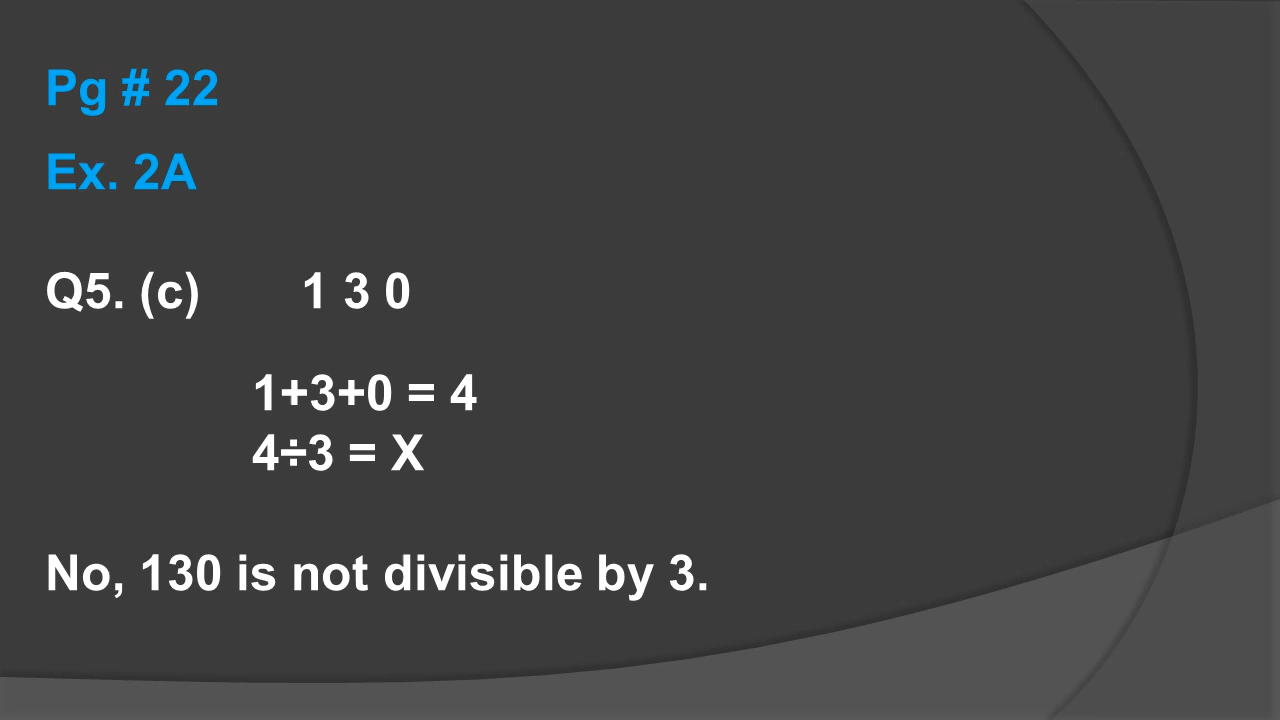 Pg # 22
Ex. 2A
Q5. (c) 1 3 0
1+3+0 = 4
4÷3 = X
No, 130 is not divisible by 3.